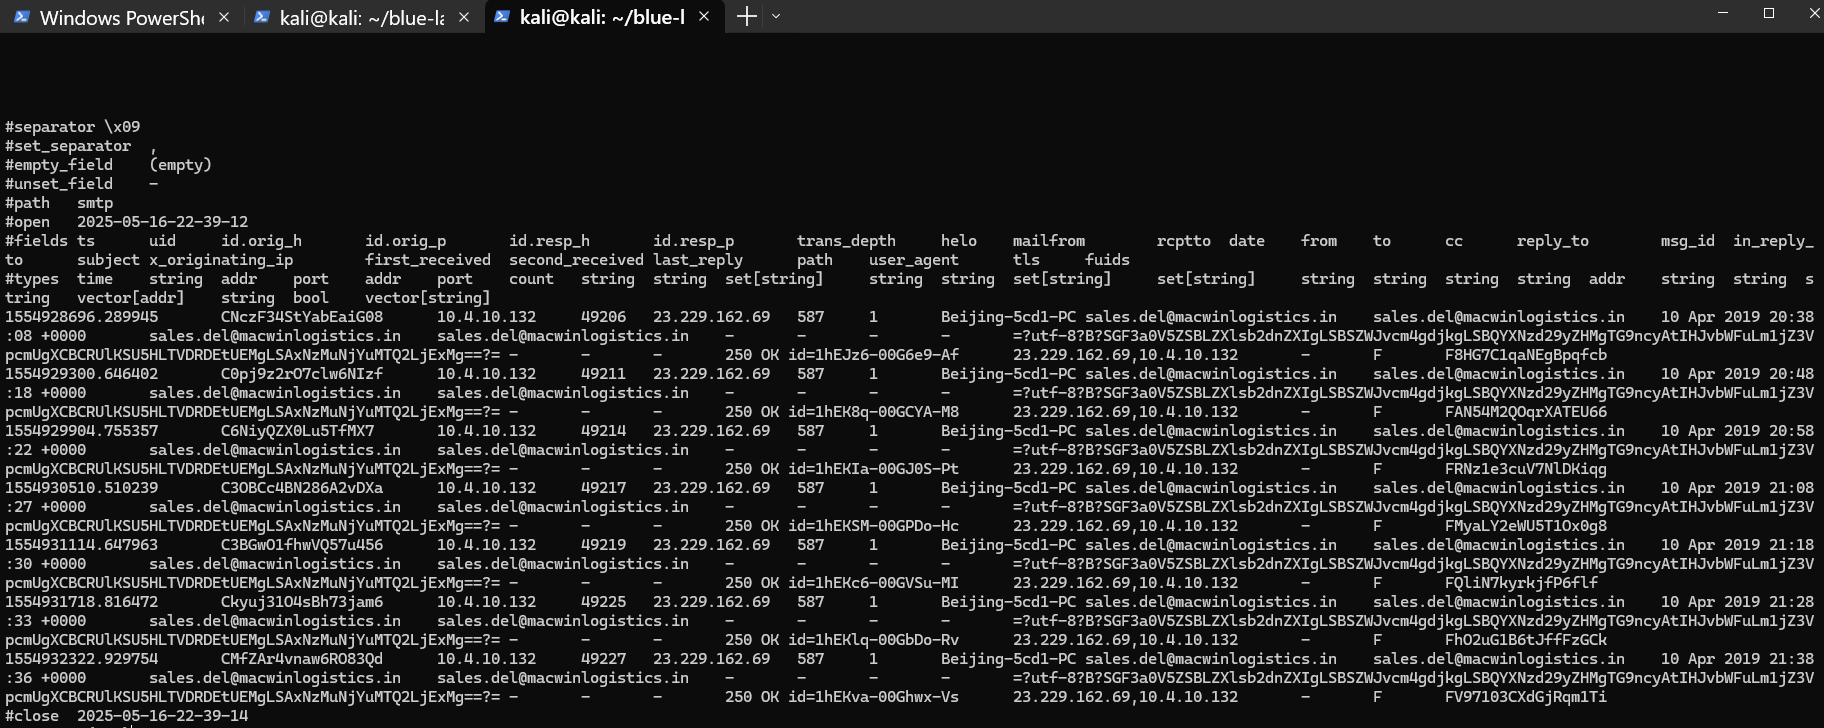 Windows PowerShe
kali@kali: ~/blue-la
kali@kali: ~/blue-l
#separator \x09
#set_separator ,
#empty_field (empty)
#unset_field -
#path smtp
#open 2025-05-16-22-39-12
#fields ts uid id.orig_h id.orig_p id.resp_h id.resp_p trans_depth helo mailfrom rcptto date from to cc reply_to msg_id in_reply_
to subject x_originating_ip first_received second_received last_reply path user_agent tls fuids
#types time string addr port addr port count string string set[string] string string set[string] set[string] string string string string addr string string s
tring vector[addr] string bool vector[string]
1554928696.289945 CNczF34StYabEaiG08 10.4.10.132 49206 23.229.162.69 587 1 Beijing-5cd1-PC sales.del@macwinlogistics.in sales.del@macwinlogistics.in 10 Apr 2019 20:38
:08 +0000 sales.del@macwinlogistics.in sales.del@macwinlogistics.in - - - =?utf-8?B?SGF3a0V5ZSBLZXlsb2dnZXIgLSBSZWJvcm4gdjkgLSBQYXNzd29yZHMgTG9ncyAtIHJvbWFuLm1jZ3V
pcmUgXCBCRUlKSU5HLTVDRDEtUEMgLSAxNzMuNjYuMTQ2LjExMg==?= - - 250 OK id=1hEJz6-00G6e9-Af 23.229.162.69,10.4.10.132 - F F8HG7C1qaNEgBpqfcb
1554929300.646402 C0pj9z2rO7clw6NIzf 10.4.10.132 49211 23.229.162.69 587 1 Beijing-5cd1-PC sales.del@macwinlogistics.in sales.del@macwinlogistics.in 10 Apr 2019 20:48
:18 +0000 sales.del@macwinlogistics.in sales.del@macwinlogistics.in - - - =?utf-8?B?SGF3a0V5ZSBLZXlsb2dnZXIgLSBSZWJvcm4gdjkgLSBQYXNzd29yZHMgTG9ncyAtIHJvbWFuLm1jZ3V
pcmUgXCBCRUlKSU5HLTVDRDEtUEMgLSAxNzMuNjYuMTQ2LjExMg==?= - - 250 OK id=1hEK8q-00GCYA-M8 23.229.162.69,10.4.10.132 - F FAN54M2QOqrXATEU66
1554929904.755357 C6NiyQZX0Lu5TfMX7 10.4.10.132 49214 23.229.162.69 587 1 Beijing-5cd1-PC sales.del@macwinlogistics.in sales.del@macwinlogistics.in 10 Apr 2019 20:58
:22 +0000 sales.del@macwinlogistics.in sales.del@macwinlogistics.in - - - =?utf-8?B?SGF3a0V5ZSBLZXlsb2dnZXIgLSBSZWJvcm4gdjkgLSBQYXNzd29yZHMgTG9ncyAtIHJvbWFuLm1jZ3V
pcmUgXCBCRUlKSU5HLTVDRDEtUEMgLSAxNzMuNjYuMTQ2LjExMg==?= - - 250 OK id=1hEKIa-00GJ0S-Pt 23.229.162.69,10.4.10.132 - F FRNz1e3cuV7NlDKiqg
1554930510.510239 C3OBCc4BN286A2vDXa 10.4.10.132 49217 23.229.162.69 587 1 Beijing-5cd1-PC sales.del@macwinlogistics.in sales.del@macwinlogistics.in 10 Apr 2019 21:08
:27 +0000 sales.del@macwinlogistics.in sales.del@macwinlogistics.in - - - =?utf-8?B?SGF3a0V5ZSBLZXlsb2dnZXIgLSBSZWJvcm4gdjkgLSBQYXNzd29yZHMgTG9ncyAtIHJvbWFuLm1jZ3V
pcmUgXCBCRUlKSU5HLTVDRDEtUEMgLSAxNzMuNjYuMTQ2LjExMg==?= - - 250 OK id=1hEKSM-00GPDo-Hc 23.229.162.69,10.4.10.132 - F FMyaLY2eWU5T1Ox0g8
1554931114.647963 C3BGwO1fhwVQ57u456 10.4.10.132 49219 23.229.162.69 587 1 Beijing-5cd1-PC sales.del@macwinlogistics.in sales.del@macwinlogistics.in 10 Apr 2019 21:18
:30 +0000 sales.del@macwinlogistics.in sales.del@macwinlogistics.in - - - =?utf-8?B?SGF3a0V5ZSBLZXlsb2dnZXIgLSBSZWJvcm4gdjkgLSBQYXNzd29yZHMgTG9ncyAtIHJvbWFuLm1jZ3V
pcmUgXCBCRUlKSU5HLTVDRDEtUEMgLSAxNzMuNjYuMTQ2LjExMg==?= - - 250 OK id=1hEKc6-00GVSu-MI 23.229.162.69,10.4.10.132 - F FQliN7kyrkjfP6flf
1554931718.816472 Ckyuj31O4sBh73jam6 10.4.10.132 49225 23.229.162.69 587 1 Beijing-5cd1-PC sales.del@macwinlogistics.in sales.del@macwinlogistics.in 10 Apr 2019 21:28
:33 +0000 sales.del@macwinlogistics.in sales.del@macwinlogistics.in - - - =?utf-8?B?SGF3a0V5ZSBLZXlsb2dnZXIgLSBSZWJvcm4gdjkgLSBQYXNzd29yZHMgTG9ncyAtIHJvbWFuLm1jZ3V
pcmUgXCBCRUlKSU5HLTVDRDEtUEMgLSAxNzMuNjYuMTQ2LjExMg==?= - - 250 OK id=1hEKlq-00GbDo-Rv 23.229.162.69,10.4.10.132 - F FhO2uG1B6tJffFzGCk
1554932322.929754 CMfZAr4vnaw6RO83Qd 10.4.10.132 49227 23.229.162.69 587 1 Beijing-5cd1-PC sales.del@macwinlogistics.in sales.del@macwinlogistics.in 10 Apr 2019 21:38
:36 +0000 sales.del@macwinlogistics.in sales.del@macwinlogistics.in - - - =?utf-8?B?SGF3a0V5ZSBLZXlsb2dnZXIgLSBSZWJvcm4gdjkgLSBQYXNzd29yZHMgTG9ncyAtIHJvbWFuLm1jZ3V
pcmUgXCBCRUlKSU5HLTVDRDEtUEMgLSAxNzMuNjYuMTQ2LjExMg==?= - - 250 OK id=1hEKva-00Ghwx-Vs 23.229.162.69,10.4.10.132 - F FV97103CXdGjRqm1Ti
#close 2025-05-16-22-39-14